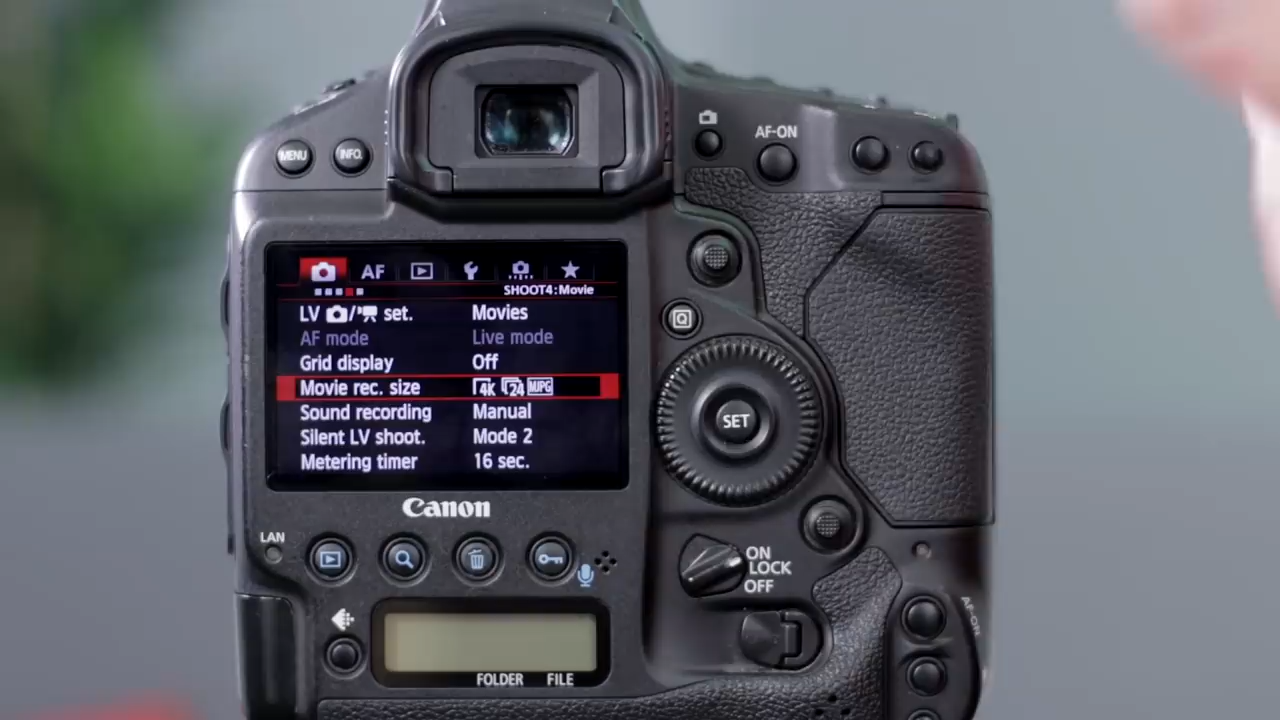 AF-ON
MENU
INFO.
AF
SHOOT4:Movie
LV / set. Movies
AF mode Live mode
Grid display Off
Movie rec. size 4K 24 MJPG
Sound recording Manual
Silent LV shoot. Mode 2
Metering timer 16 sec.
Q
SET
Canon
LAN
ON
LOCK
OFF
AF-ON
FOLDER FILE